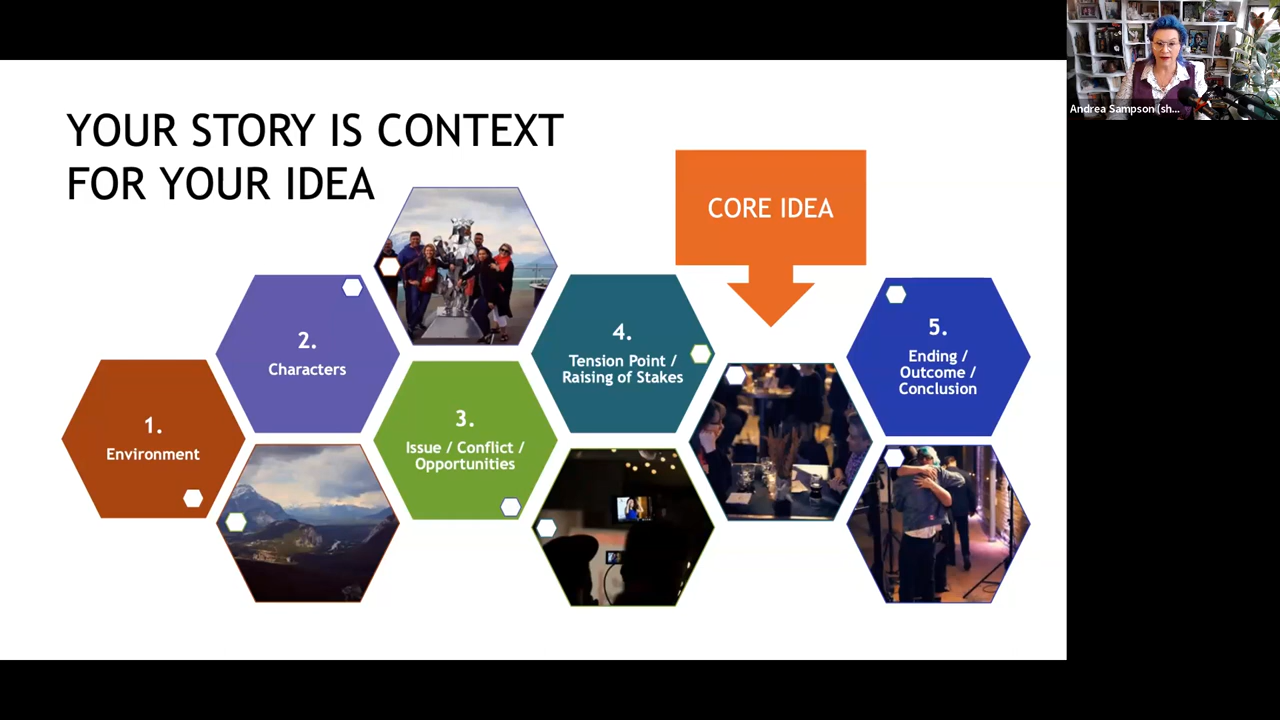 YOUR STORY IS CONTEXT
FOR YOUR IDEA
CORE IDEA
1.
Environment
2.
Characters
3.
Issue / Conflict /
Opportunities
4.
Tension Point /
Raising of Stakes
5.
Ending /
Outcome /
Conclusion
Andrea Sampson (sh...